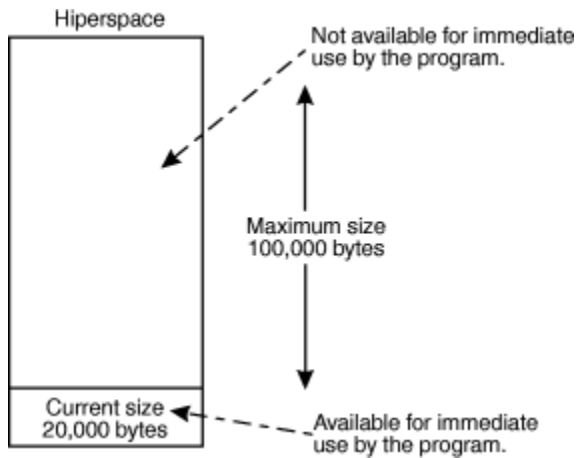 Hiperspace
Not available for immediate
use by the program.
Maximum size
100,000 bytes
Current size
20,000 bytes
Available for immediate
use by the program.